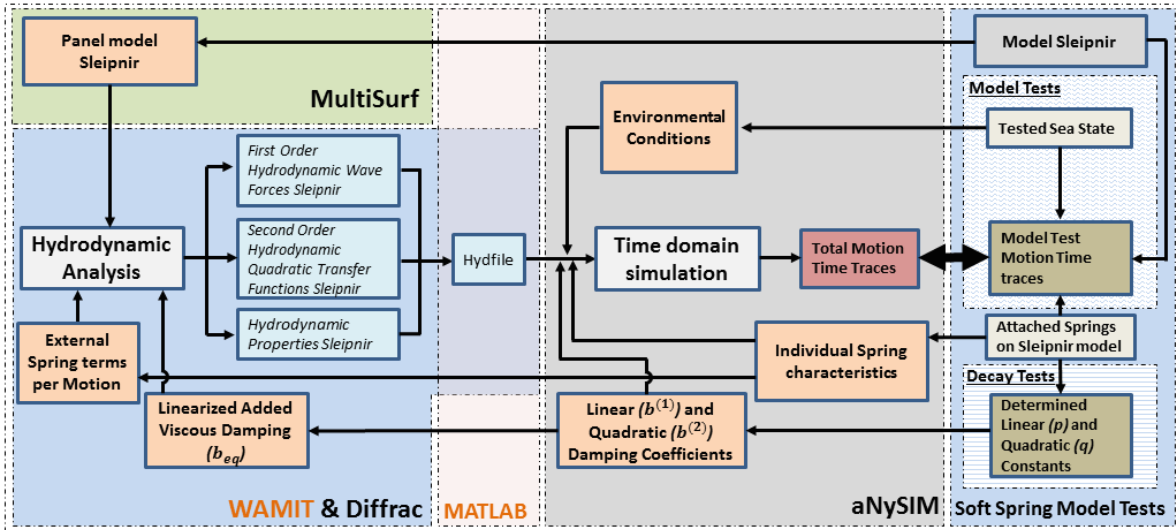 Panel model
Sleipnir
MultiSurf
Model Sleipnir
Model Tests
Tested Sea State
Environmental
Conditions
First Order
Hydrodynamic Wave
Forces Sleipnir
Second Order
Hydrodynamic
Quadratic Transfer
Functions Sleipnir
Hydrodynamic
Properties Sleipnir
Hydrodynamic
Analysis
Hydfile
Time domain
simulation
Total Motion
Time Traces
Model Test
Motion Time
traces
External
Spring terms
per Motion
Individual Spring
characteristics
Attached Springs
on Sleipnir model
Decay Tests
Linearized Added
Viscous Damping
(b_eq)
Linear (b^(1)) and
Quadratic (b^(2))
Damping Coefficients
Determined
Linear (p) and
Quadratic (q)
Constants
WAMIT & Diffrac
MATLAB
aNySIM
Soft Spring Model Tests